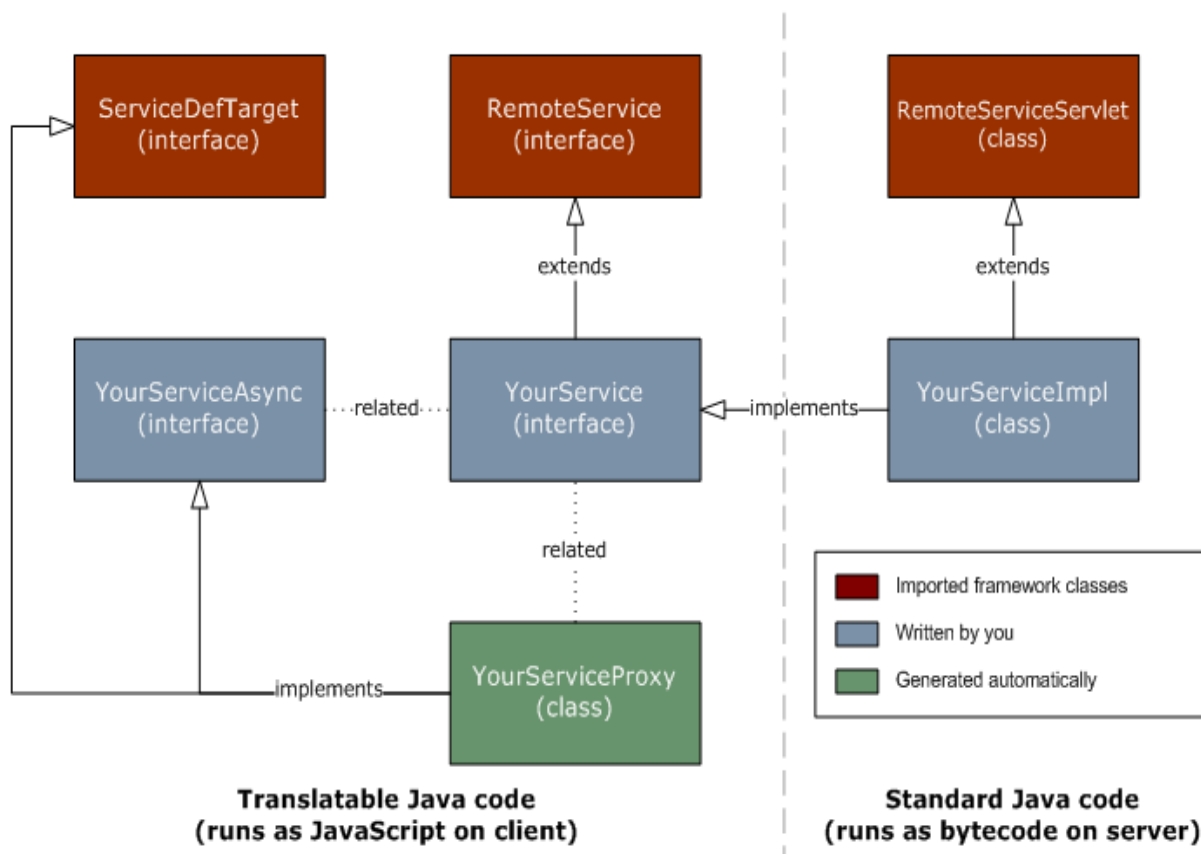 ServiceDefTarget
(interface)
RemoteService
(interface)
RemoteServiceServlet
(class)
extends
extends
YourServiceAsync
(interface)
related
YourService
(interface)
implements
YourServiceImpl
(class)
related
Imported framework classes
Written by you
Generated automatically
implements
YourServiceProxy
(class)
Translatable Java code
(runs as JavaScript on client)
Standard Java code
(runs as bytecode on server)